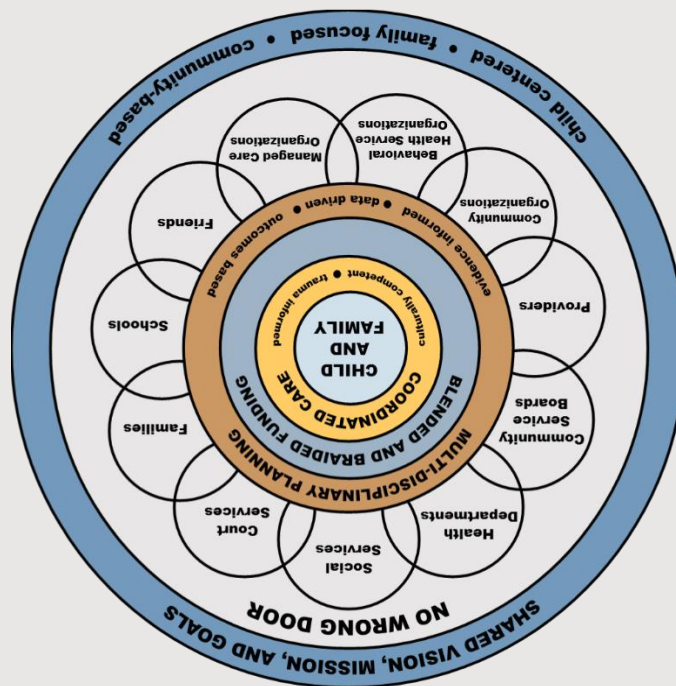 SHARED VISION, MISSION, AND GOALS
NO WRONG DOOR
Social
Services
Court
Services
Families
Schools
Friends
Managed Care
Organizations
Behavioral
Health Service
Organizations
Community
Organizations
Providers
Community
Service
Boards
Health
Departments
MULTI-DISCIPLINARY PLANNING
BLENDED AND BRAIDED FUNDING
COORDINATED CARE
CHILD
AND
FAMILY
culturally competent • trauma informed
evidence informed • data driven • outcomes based
child centered • family focused • community-based